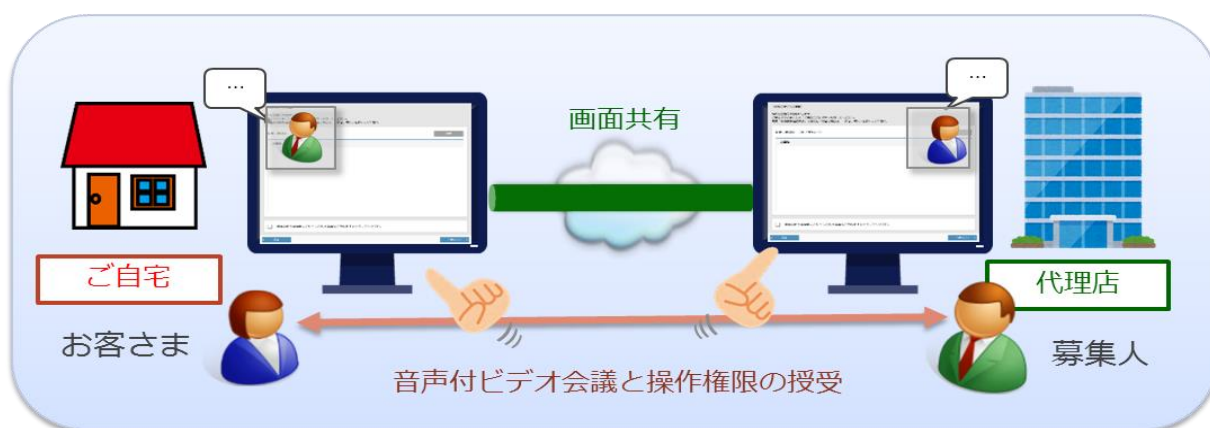 …
…
画面共有
ご自宅
代理店
お客さま
募集人
音声付ビデオ会議と操作権限の授受